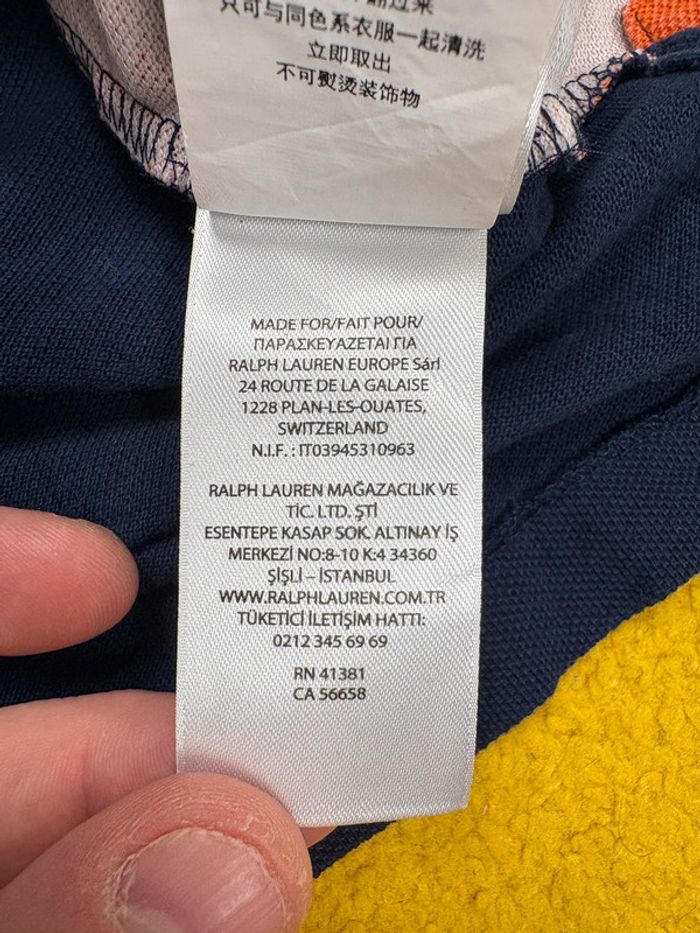 翻过来
只可与同色系衣服一起清洗
立即取出
不可熨烫装饰物
MADE FOR/FAIT POUR/
ΠΑΡΑΣΚΕΥΑΖΕΤΑΙ ΓΙΑ
RALPH LAUREN EUROPE Sárl
24 ROUTE DE LA GALAISE
1228 PLAN-LES-OUATES,
SWITZERLAND
N.I.F. : IT03945310963
RALPH LAUREN MAĞAZACILIK VE
TİC. LTD. ŞTİ
ESENTEPE KASAP SOK. ALTINAY İŞ
MERKEZİ NO:8-10 K:4 34360
ŞİŞLİ – İSTANBUL
WWW.RALPHLAUREN.COM.TR
TÜKETİCİ İLETİŞİM HATTI:
0212 345 69 69
RN 41381
CA 56658